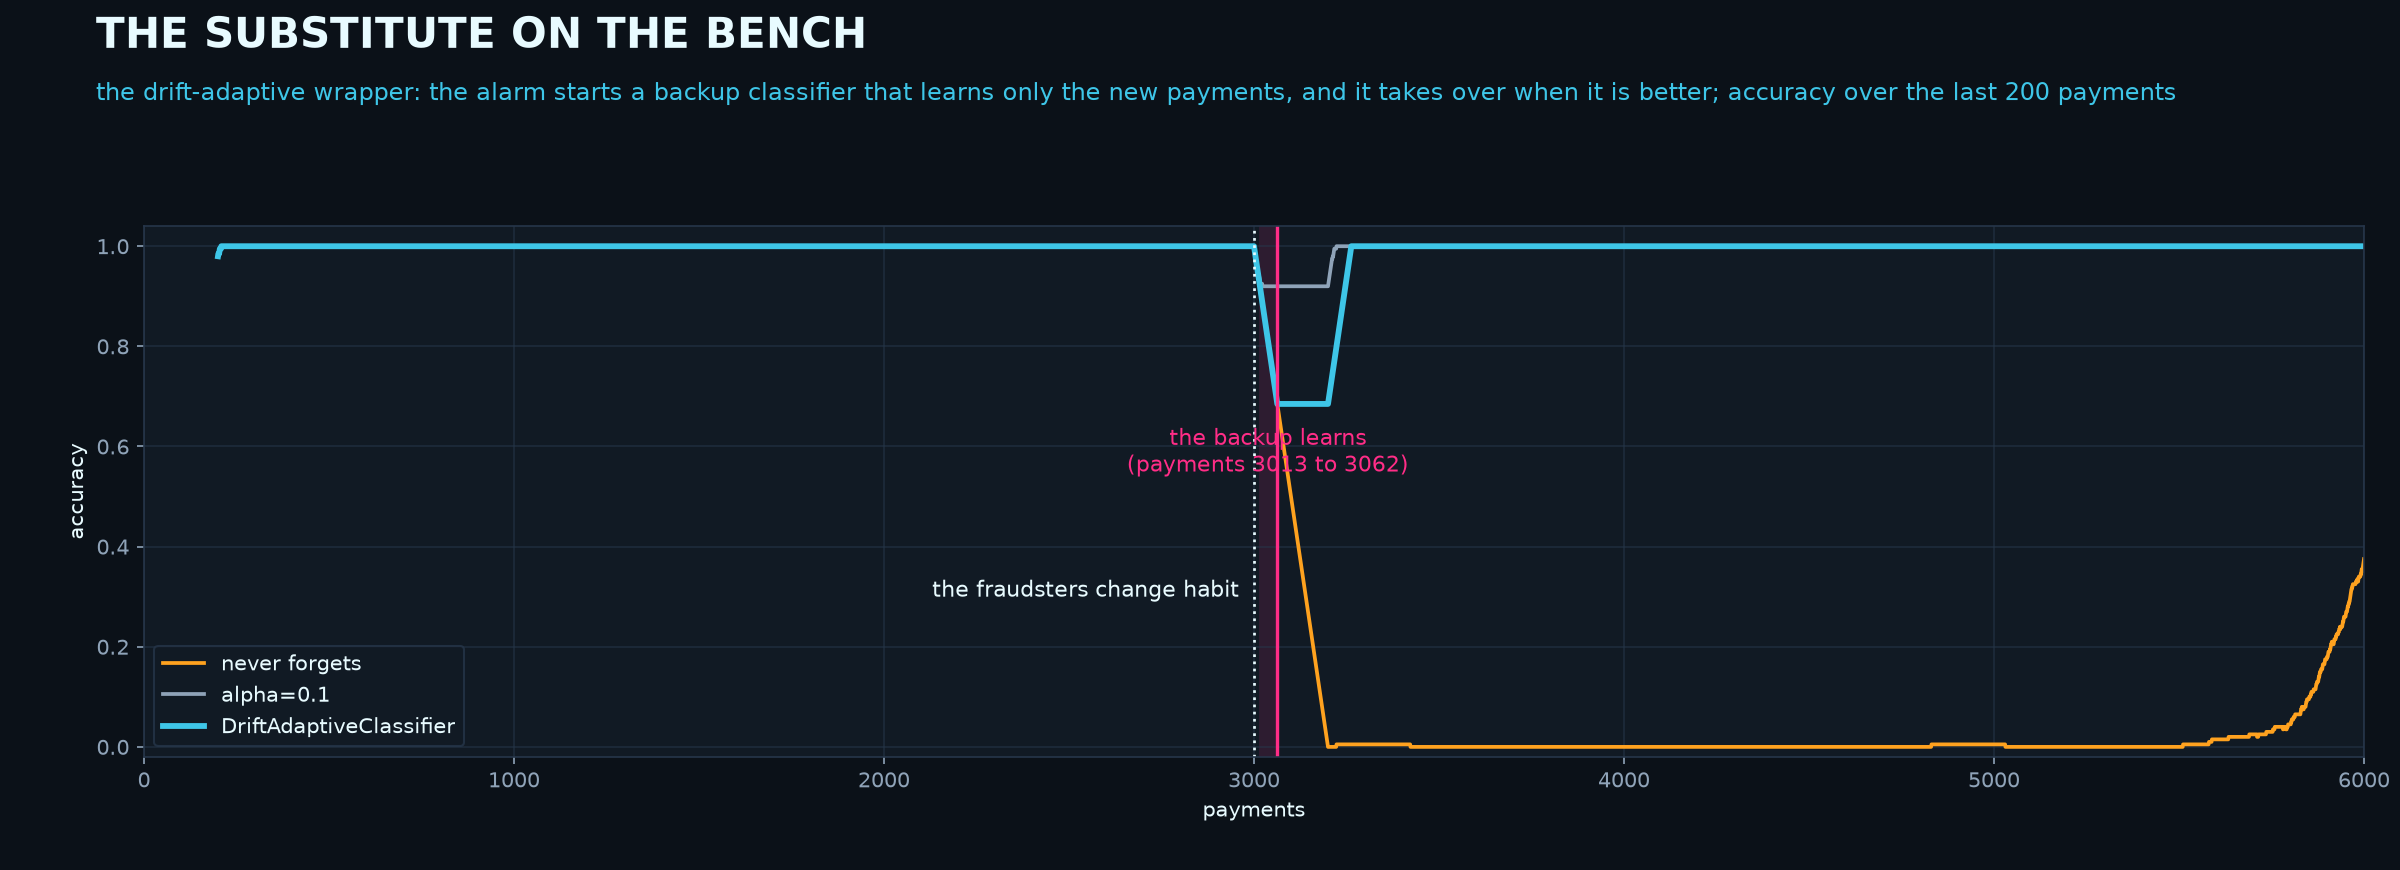 THE SUBSTITUTE ON THE BENCH
the drift-adaptive wrapper: the alarm starts a backup classifier that learns only the new payments, and it takes over when it is better; accuracy over the last 200 payments
1.0
0.8
0.6
0.4
0.2
0.0
accuracy
the backup learns
(payments 3013 to 3062)
the fraudsters change habit
never forgets
alpha=0.1
DriftAdaptiveClassifier
0 1000 2000 3000 4000 5000 6000
payments